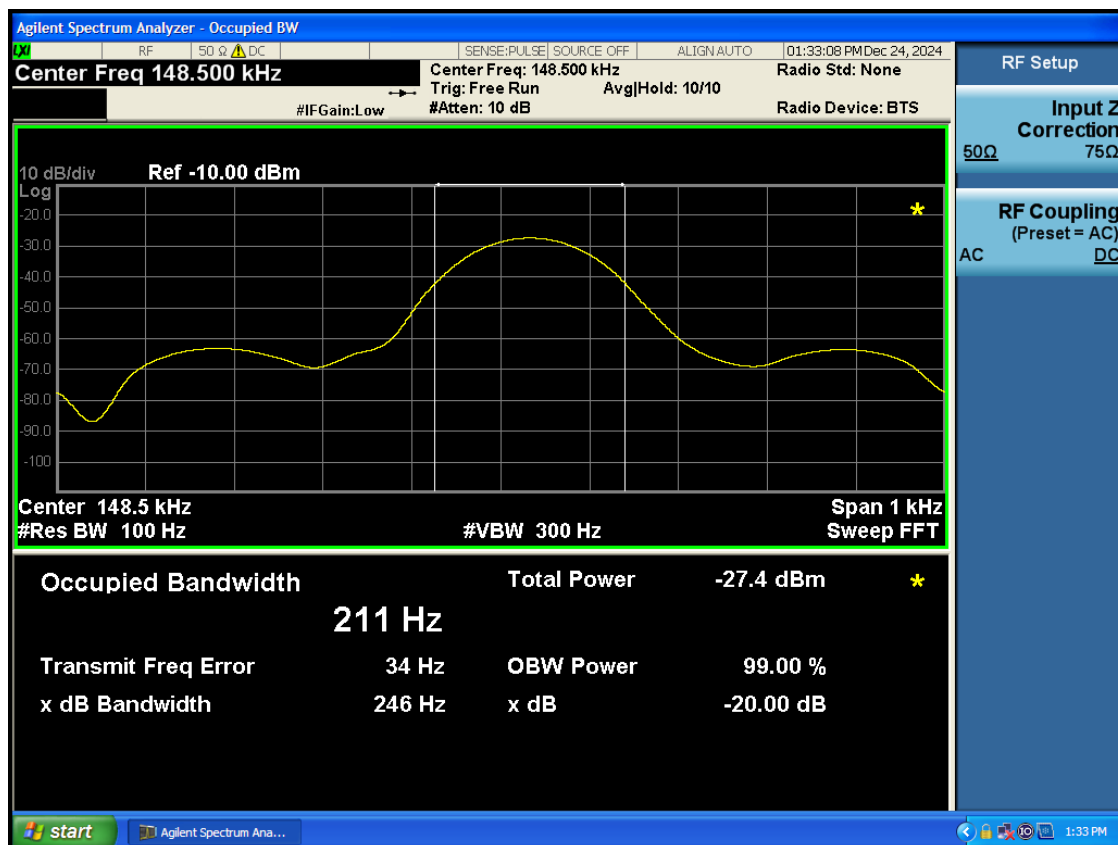 Agilent Spectrum Analyzer - Occupied BW
LXI RF 50 Ω DC SENSE:PULSE SOURCE OFF ALIGN AUTO 01:33:08 PM Dec 24, 2024
Center Freq 148.500 kHz
Center Freq: 148.500 kHz Radio Std: None
Trig: Free Run Avg|Hold: 10/10
#IFGain:Low #Atten: 10 dB Radio Device: BTS
10 dB/div Ref -10.00 dBm
Log
-20.0
-30.0
-40.0
-50.0
-60.0
-70.0
-80.0
-90.0
-100
Center 148.5 kHz Span 1 kHz
#Res BW 100 Hz #VBW 300 Hz Sweep FFT
Occupied Bandwidth Total Power -27.4 dBm
211 Hz
Transmit Freq Error 34 Hz OBW Power 99.00 %
x dB Bandwidth 246 Hz x dB -20.00 dB
RF Setup
Input Z
Correction
50Ω 75Ω
RF Coupling
(Preset = AC)
AC DC
start Agilent Spectrum Ana... 1:33 PM